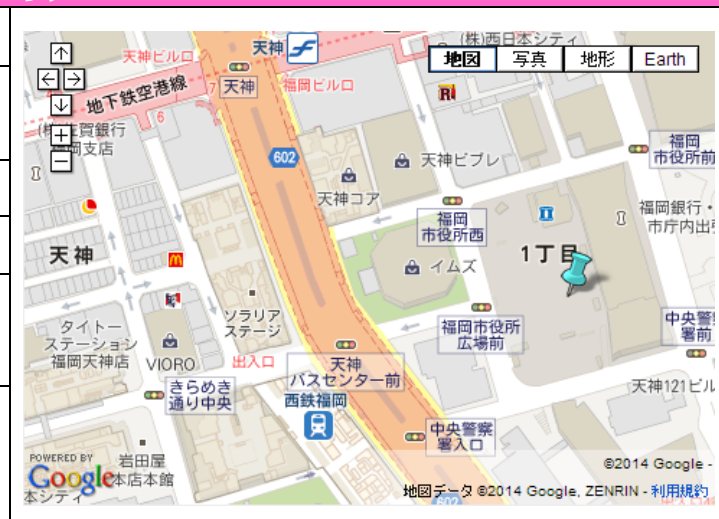 天神
(株)西日本シティ
天神ビル口
地図
写真
地形
Earth
地下鉄空港線
7
天神
福岡ビル口
6
福岡支店
602
天神コア
天神ビブレ
福岡
市役所前
福岡
市役所西
福岡銀行・
市庁内出
天神
イムズ
1丁目
タイトー
ステーション
福岡天神店
VIORO
ソラリア
ステージ
出入口
福岡市役所
広場前
中央警察
署前
天神
バスセンター前
きらめき
通り中央
西鉄福岡
天神121ビル
中央警察
署入口
POWERED BY
Google
岩田屋
本店本館
本シティ
©2014 Google -
地図データ ©2014 Google, ZENRIN - 利用規約
602